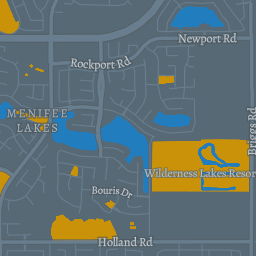 Newport Rd
Rockport Rd
MENIFEE
LAKES
Briggs Rd
Wilderness Lakes Resor
Bouris Dr
Holland Rd